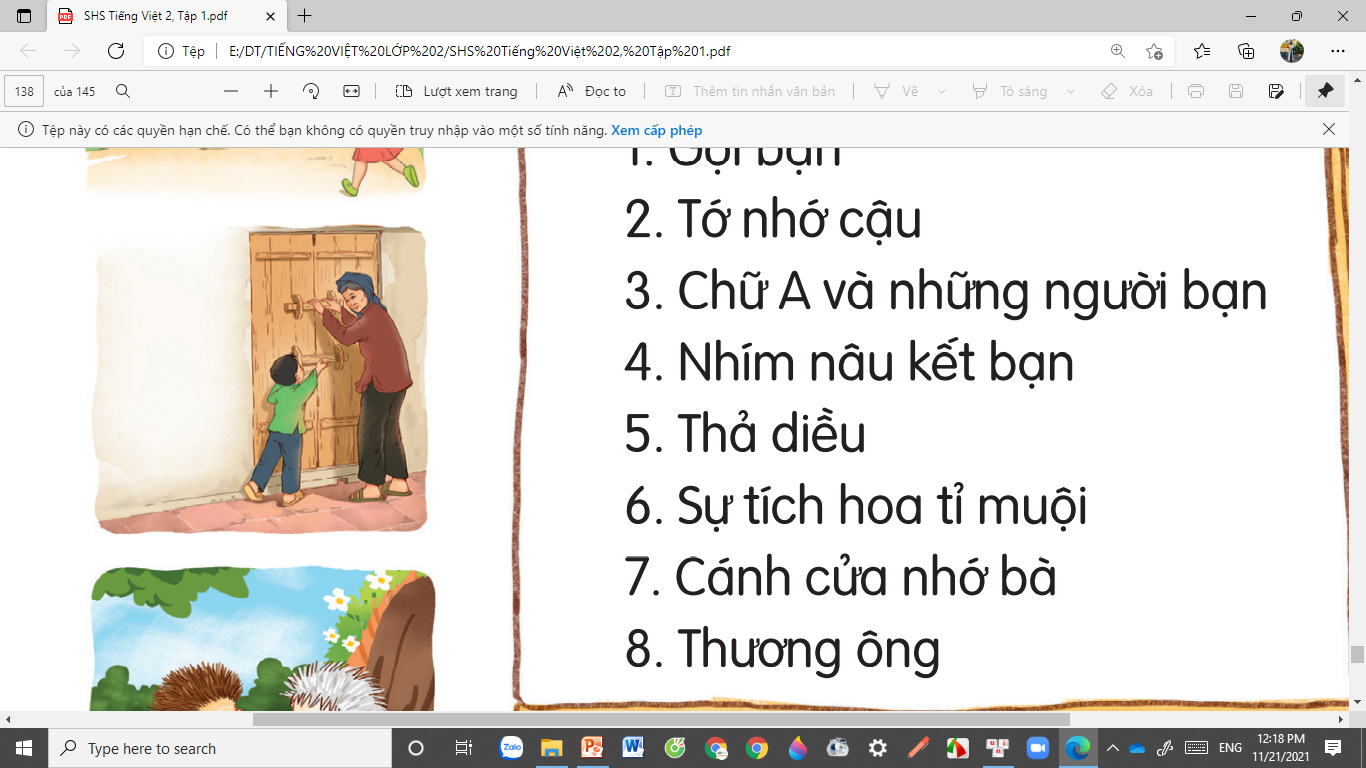 SHS Tiếng Việt 2, Tập 1.pdf
Tệp
E:/DT/TIẾNG%20VIỆT%20LỚP%202/SHS%20Tiếng%20Việt%202,%20Tập%201.pdf
138 của 145
Lượt xem trang
Đọc to
Thêm tin nhắn văn bản
Vẽ
Tô sáng
Xóa
Tệp này có các quyền hạn chế. Có thể bạn không có quyền truy nhập vào một số tính năng. Xem cấp phép
1. Gọi bạn
2. Tớ nhớ cậu
3. Chữ A và những người bạn
4. Nhím nâu kết bạn
5. Thả diều
6. Sự tích hoa tỉ muội
7. Cánh cửa nhớ bà
8. Thương ông
Type here to search
Zalo
ENG
12:18 PM
11/21/2021